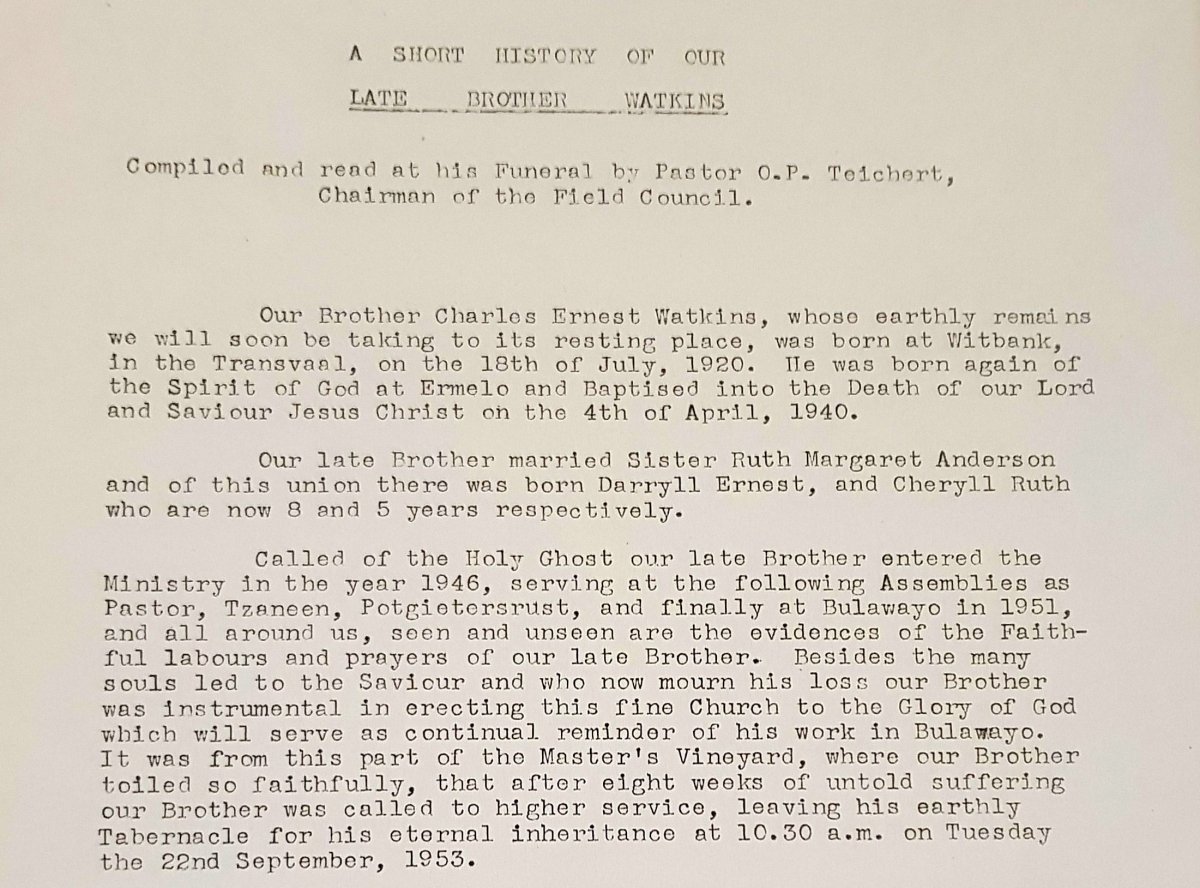 A SHORT HISTORY OF OUR
LATE BROTHER WATKINS
Compiled and read at his Funeral by Pastor O.P. Teichert,
Chairman of the Field Council.
Our Brother Charles Ernest Watkins, whose earthly remains
we will soon be taking to its resting place, was born at Witbank,
in the Transvaal, on the 18th of July, 1920. He was born again of
the Spirit of God at Ermelo and Baptised into the Death of our Lord
and Saviour Jesus Christ on the 4th of April, 1940.
Our late Brother married Sister Ruth Margaret Anderson
and of this union there was born Darryll Ernest, and Cheryll Ruth
who are now 8 and 5 years respectively.
Called of the Holy Ghost our late Brother entered the
Ministry in the year 1946, serving at the following Assemblies as
Pastor, Tzaneen, Potgietersrust, and finally at Bulawayo in 1951,
and all around us, seen and unseen are the evidences of the Faith-
ful labours and prayers of our late Brother. Besides the many
souls led to the Saviour and who now mourn his loss our Brother
was instrumental in erecting this fine Church to the Glory of God
which will serve as continual reminder of his work in Bulawayo.
It was from this part of the Master's Vineyard, where our Brother
toiled so faithfully, that after eight weeks of untold suffering
our Brother was called to higher service, leaving his earthly
Tabernacle for his eternal inheritance at 10.30 a.m. on Tuesday
the 22nd September, 1953.